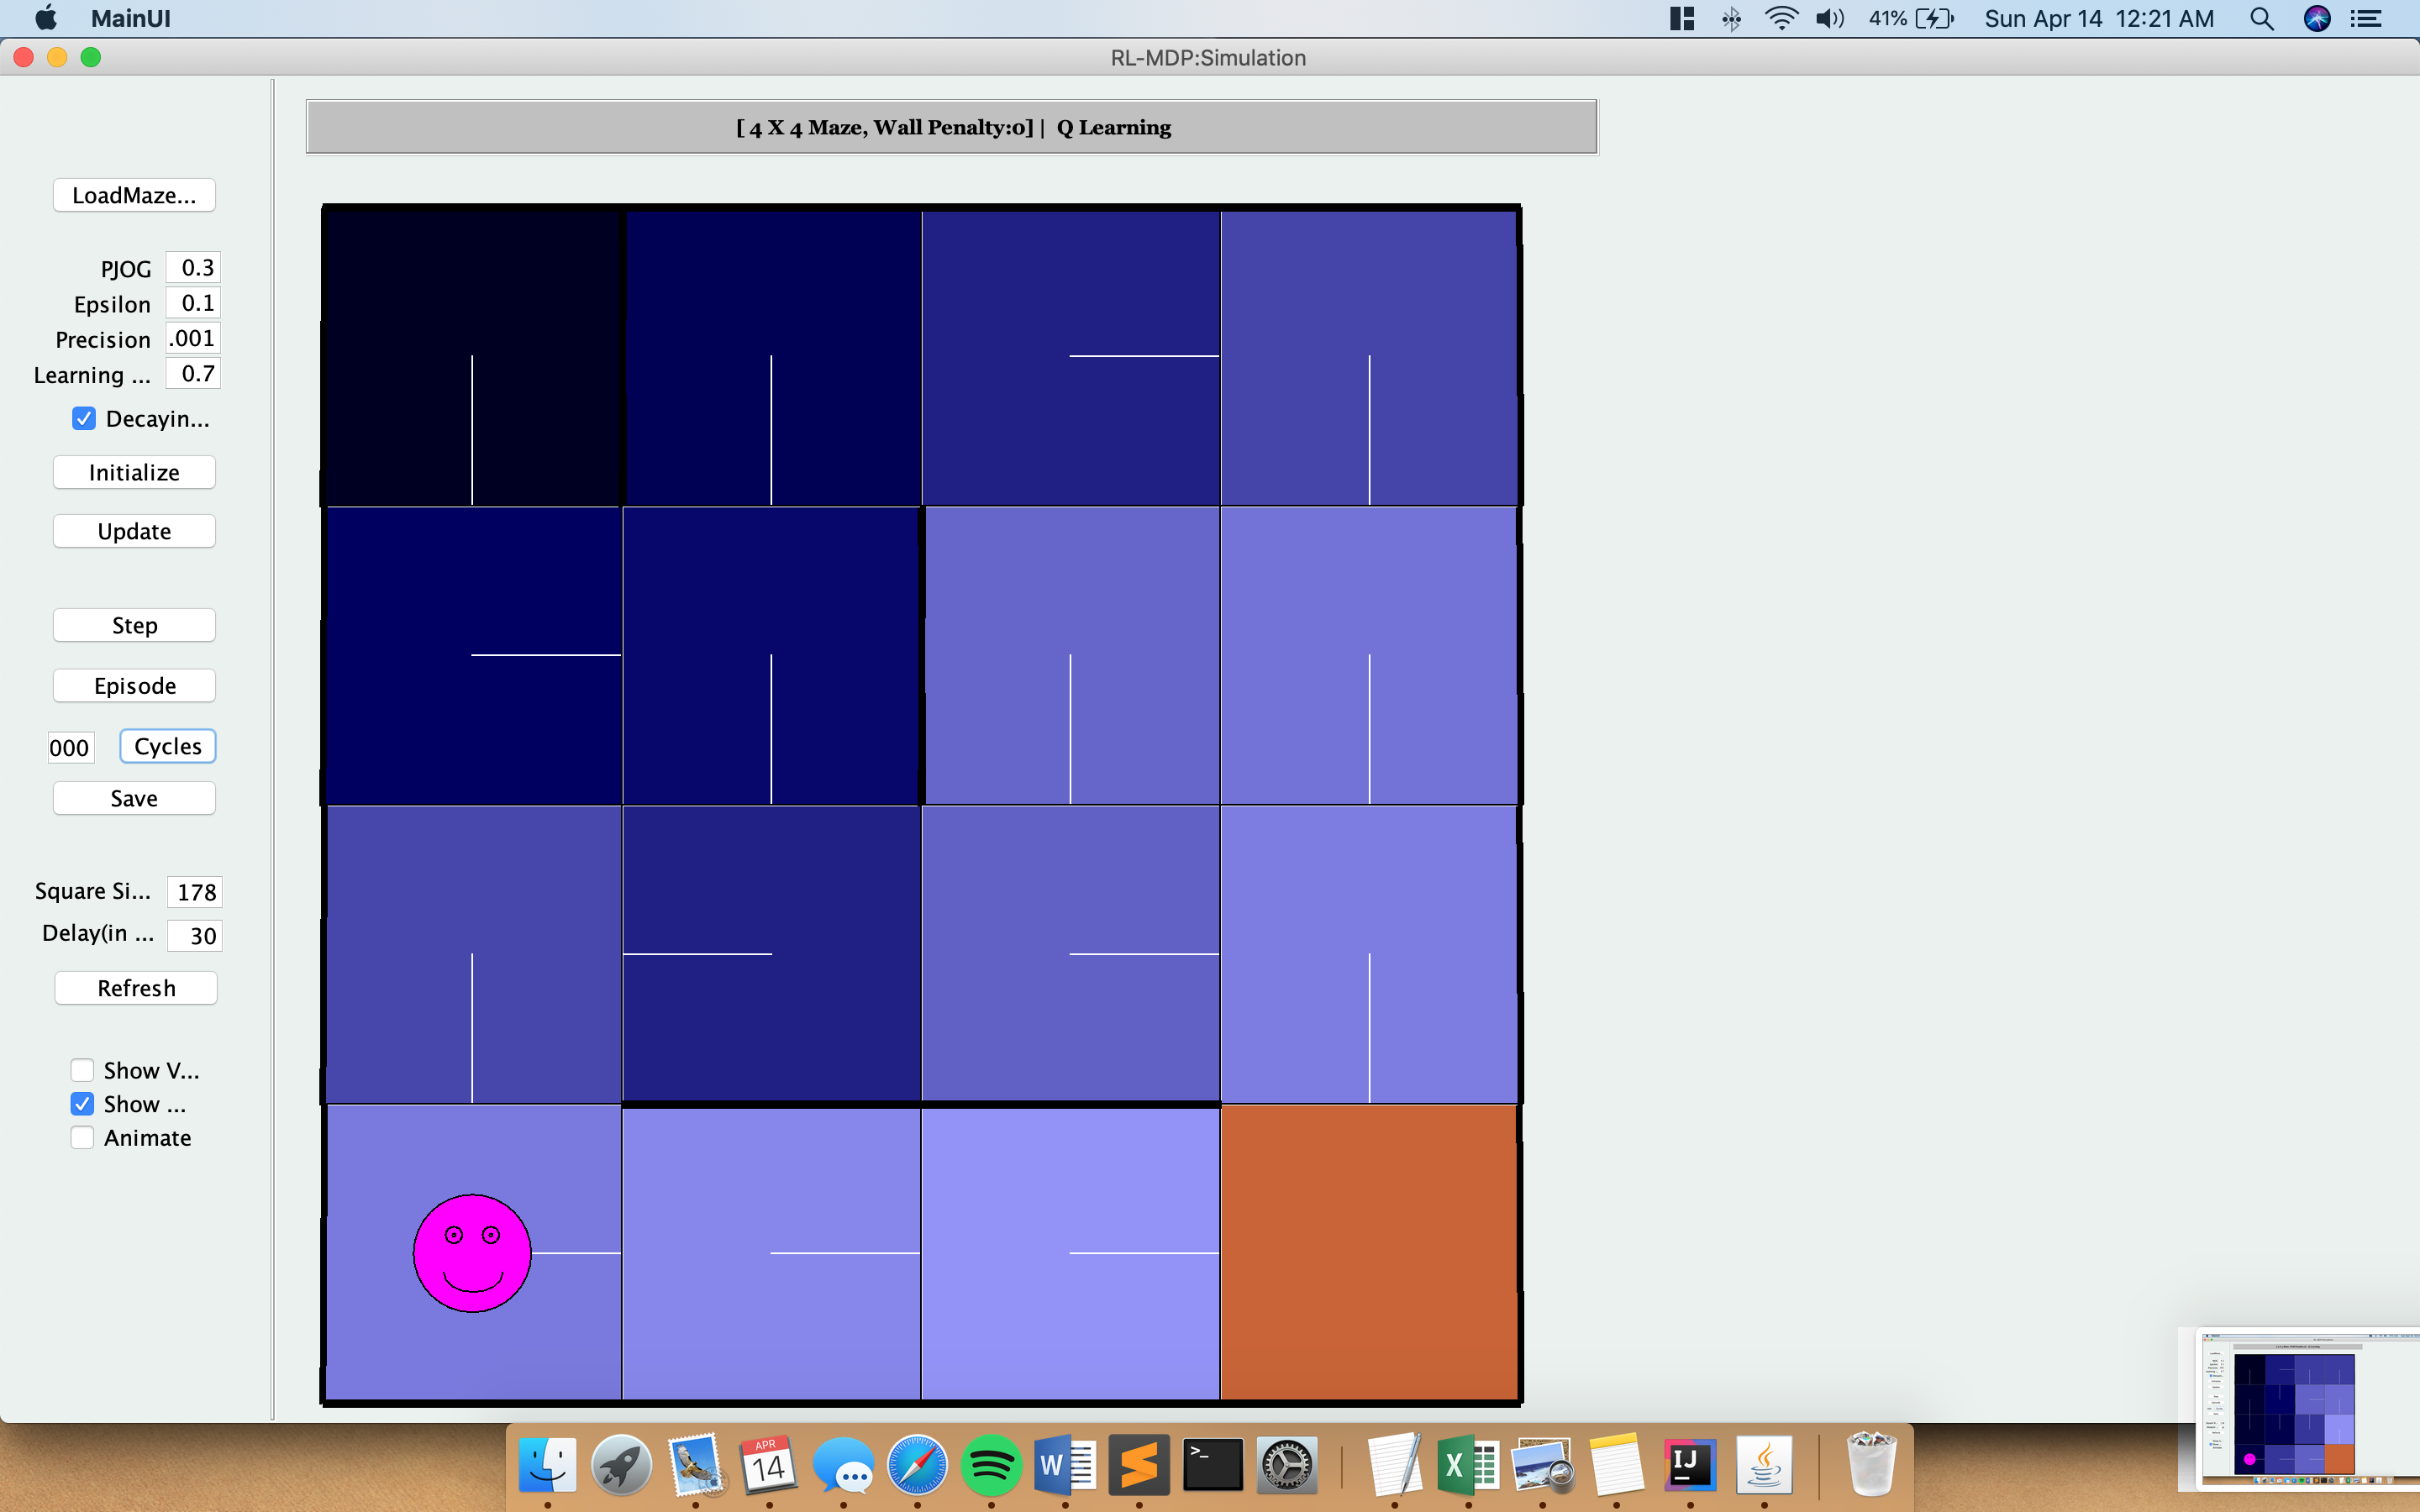 MainUI
41%
Sun Apr 14 12:21 AM
RL-MDP:Simulation
[ 4 X 4 Maze, Wall Penalty:0] | Q Learning
LoadMaze...
PJOG 0.3
Epsilon 0.1
Precision .001
Learning ... 0.7
Decayin...
Initialize
Update
Step
Episode
000 Cycles
Save
Square Si... 178
Delay(in ... 30
Refresh
Show V...
Show ...
Animate
APR
14
W
>_
X
IJ